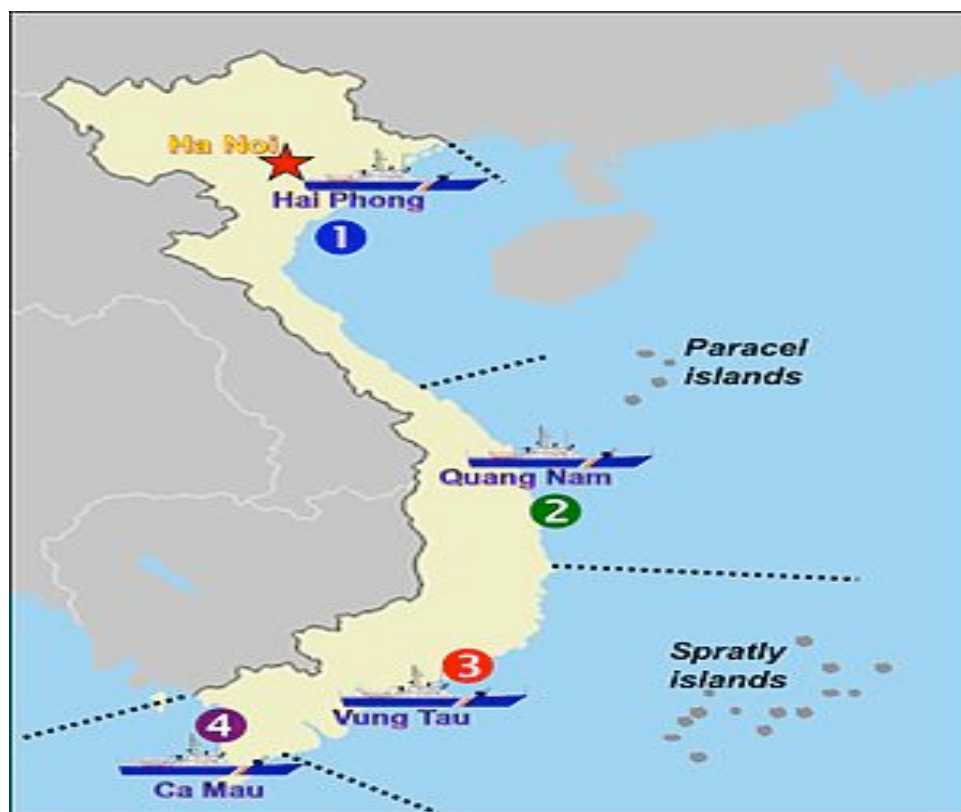 Ha Noi
Hai Phong
1
Paracel
islands
Quang Nam
2
Spratly
islands
3
Vung Tau
4
Ca Mau